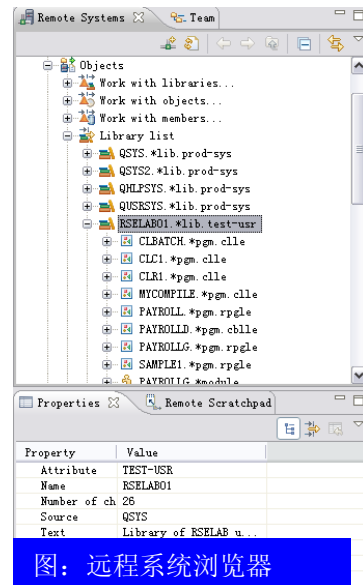 Remote Systems Team
Objects
Work with libraries...
Work with objects...
Work with members...
Library list
QSYS.*lib.prod-sys
QSYS2.*lib.prod-sys
QHLPSYS.*lib.prod-sys
QUSRSYS.*lib.prod-sys
RSELAB01.*lib.test-usr
CLBATCH.*pgm.clle
CLC1.*pgm.clle
CLR1.*pgm.clle
MYCOMPILE.*pgm.clle
PAYROLL.*pgm.rpgle
PAYROLLD.*pgm.cblle
PAYROLLG.*pgm.rpgle
SAMPLE1.*pgm.rpgle
PAYROLLG.*module
Properties Remote Scratchpad
Property Value
Attribute TEST-USR
Name RSELAB01
Number of ch 26
Source QSYS
Text Library of RSELAB u...
图：远程系统浏览器